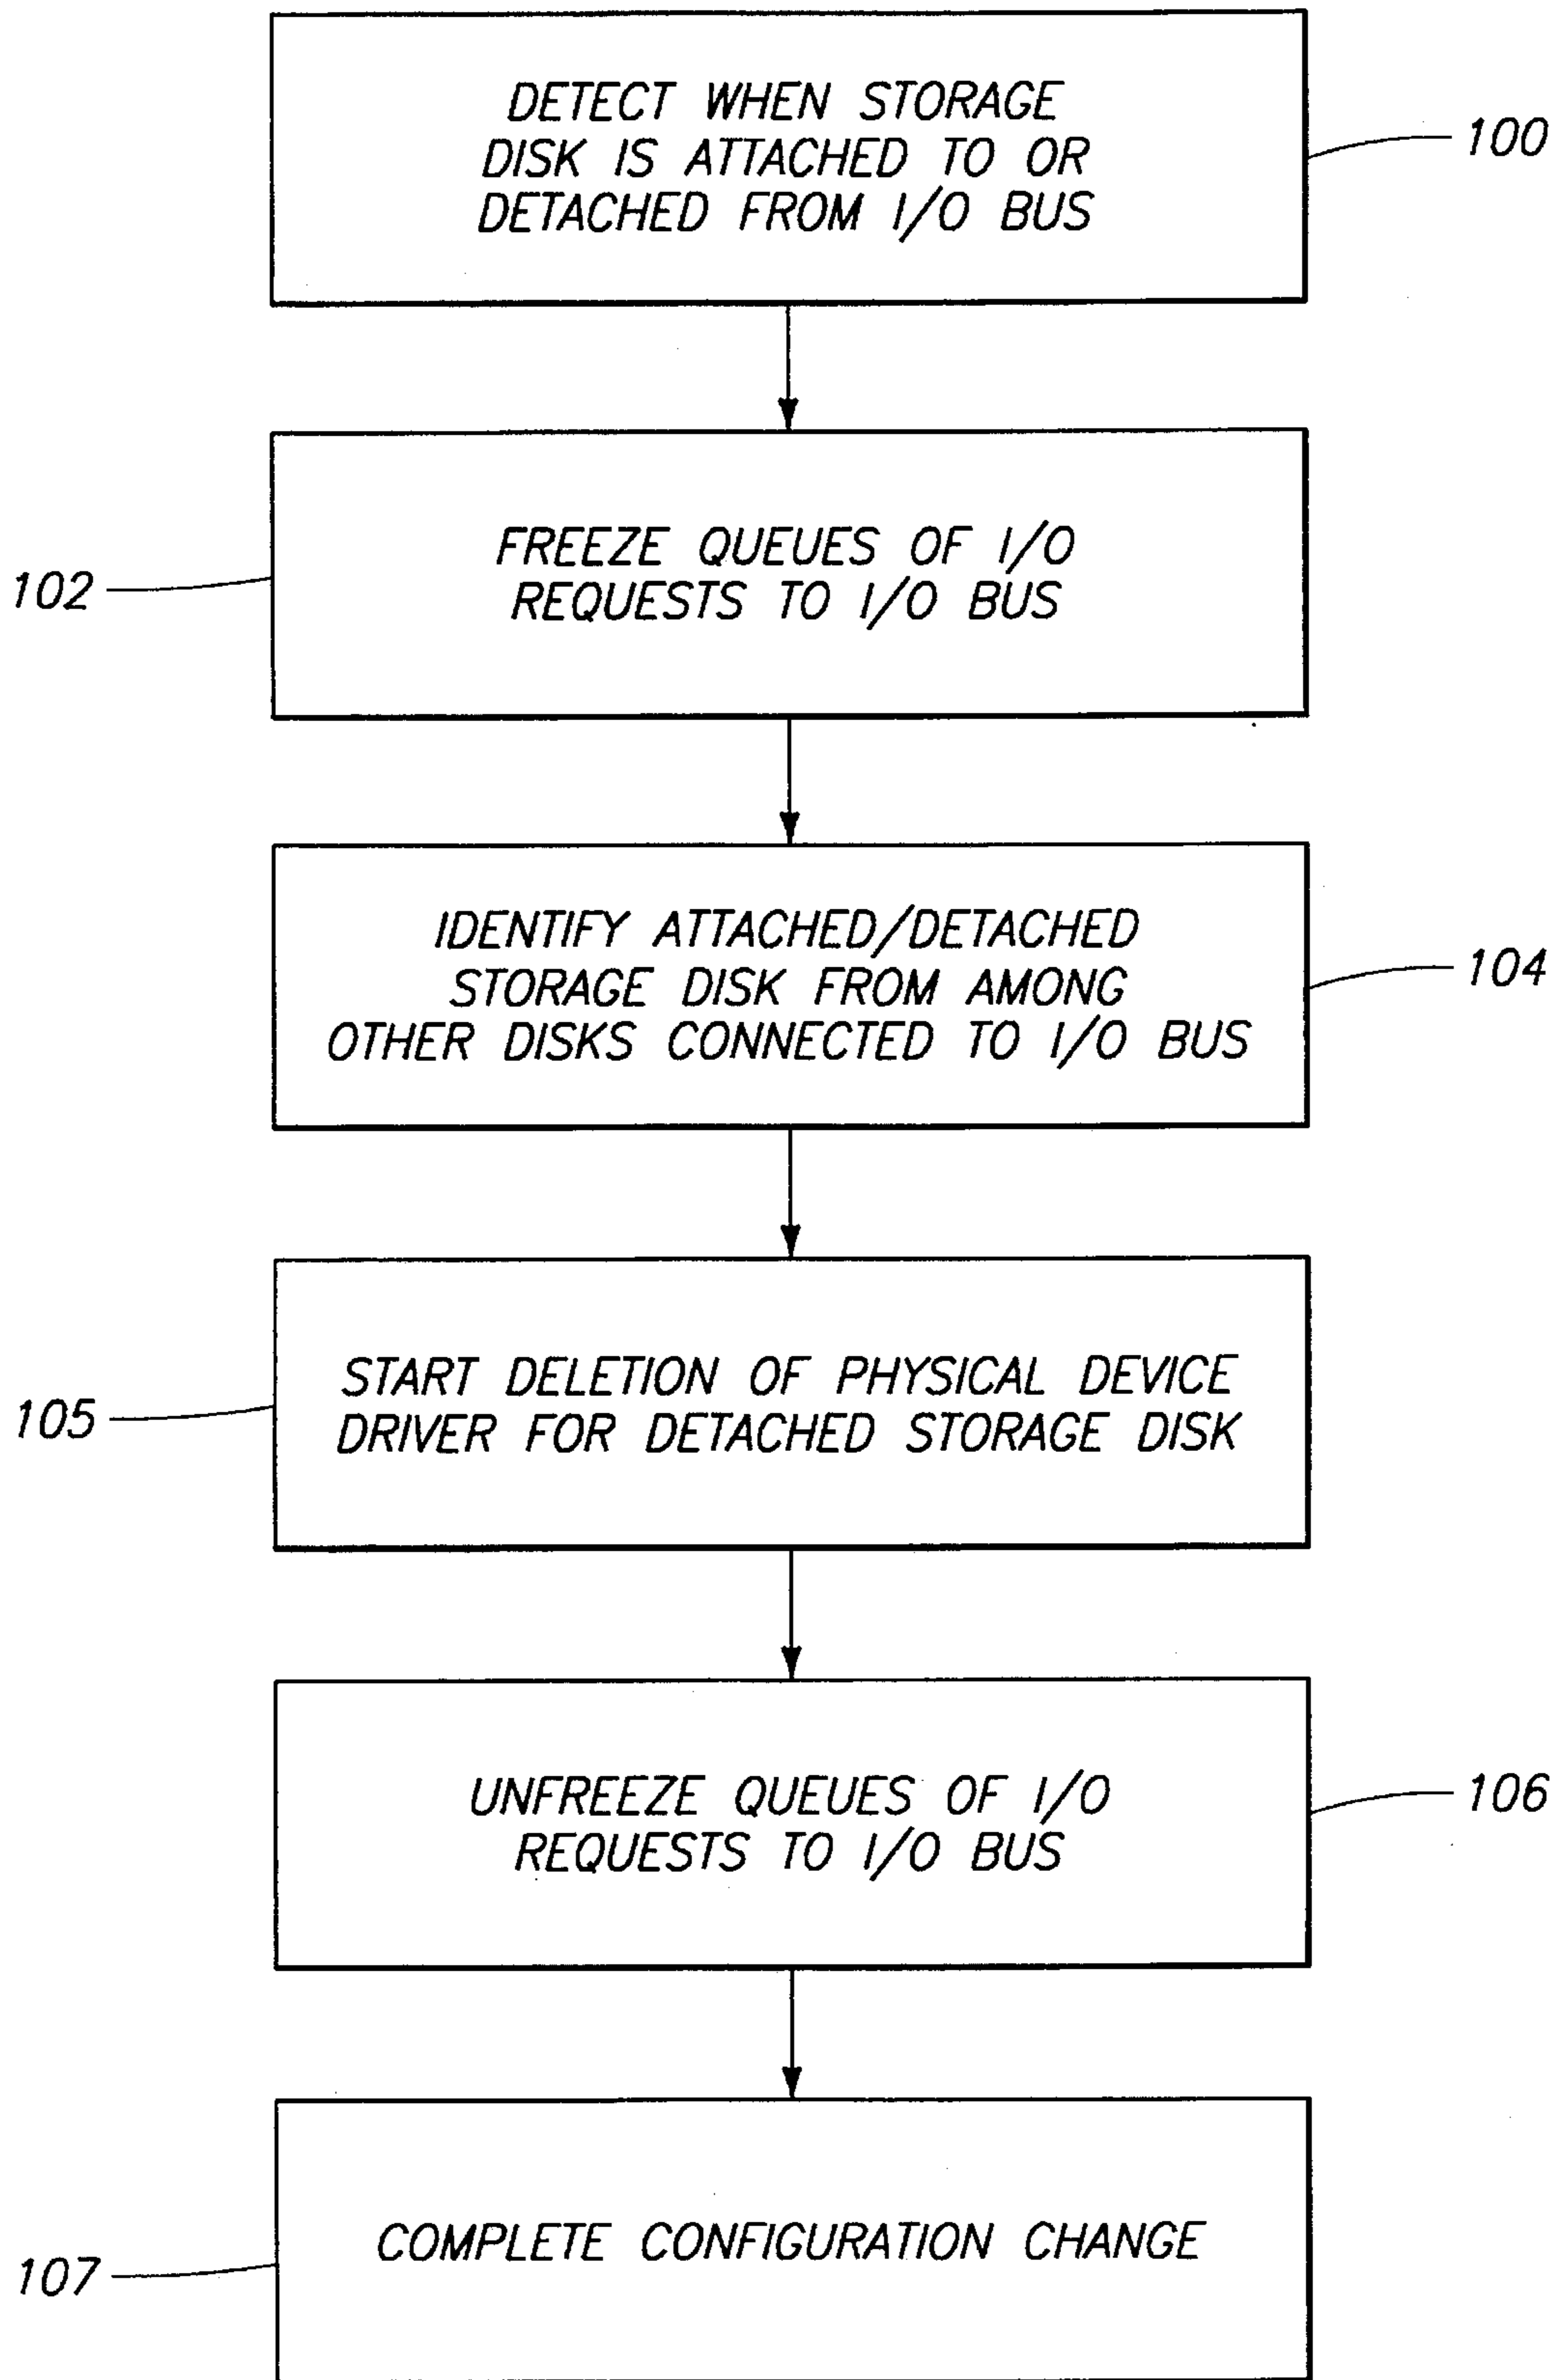 DETECT WHEN STORAGE
DISK IS ATTACHED TO OR
DETACHED FROM I/O BUS
100
FREEZE QUEUES OF I/O
REQUESTS TO I/O BUS
102
IDENTIFY ATTACHED/DETACHED
STORAGE DISK FROM AMONG
OTHER DISKS CONNECTED TO I/O BUS
104
START DELETION OF PHYSICAL DEVICE
DRIVER FOR DETACHED STORAGE DISK
105
UNFREEZE QUEUES OF I/O
REQUESTS TO I/O BUS
106
COMPLETE CONFIGURATION CHANGE
107